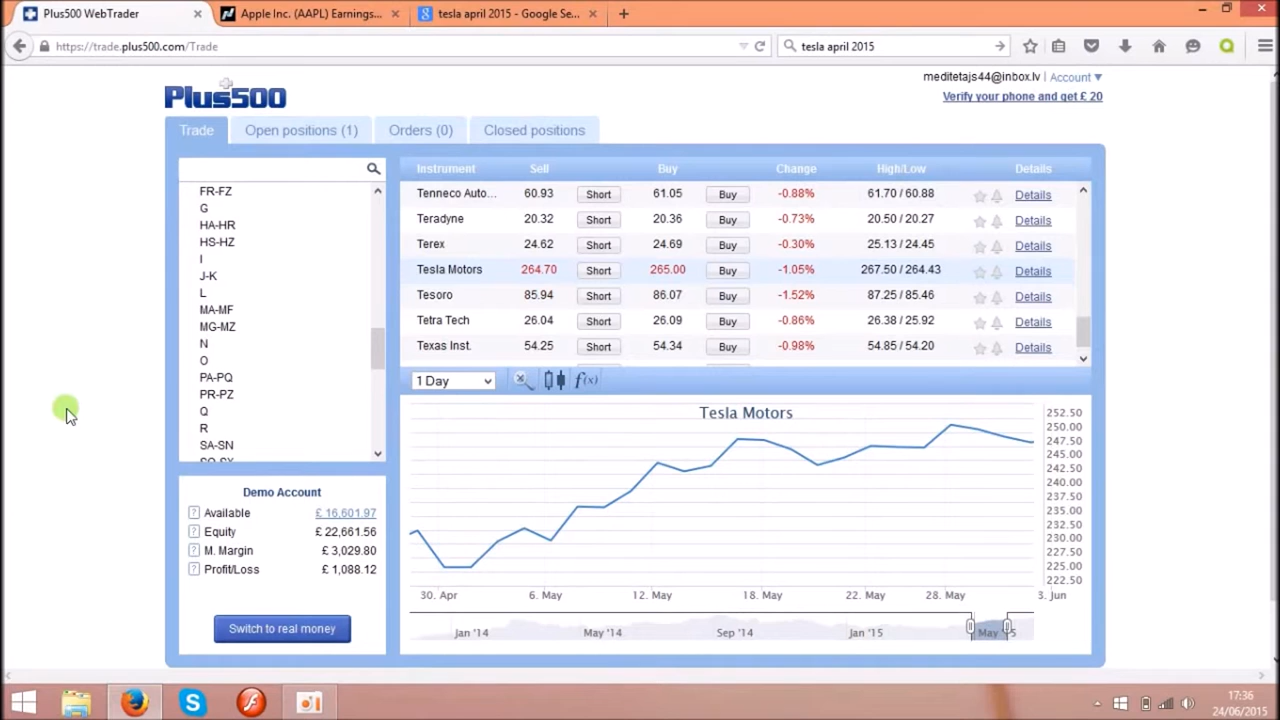 Plus500 WebTrader
Apple Inc. (AAPL) Earnings...
tesla april 2015 - Google Se...
https://trade.plus500.com/Trade
tesla april 2015
meditetajs44@inbox.lv | Account
Verify your phone and get £ 20
Plus500
Trade Open positions (1) Orders (0) Closed positions
FR-FZ
G
HA-HR
HS-HZ
I
J-K
L
MA-MF
MG-MZ
N
O
PA-PQ
PR-PZ
Q
R
SA-SN
Instrument Sell Buy Change High/Low Details
Tenneco Auto... 60.93 Short 61.05 Buy -0.88% 61.70 / 60.88 Details
Teradyne 20.32 Short 20.36 Buy -0.73% 20.50 / 20.27 Details
Terex 24.62 Short 24.69 Buy -0.30% 25.13 / 24.45 Details
Tesla Motors 264.70 Short 265.00 Buy -1.05% 267.50 / 264.43 Details
Tesoro 85.94 Short 86.07 Buy -1.52% 87.25 / 85.46 Details
Tetra Tech 26.04 Short 26.09 Buy -0.86% 26.38 / 25.92 Details
Texas Inst. 54.25 Short 54.34 Buy -0.98% 54.85 / 54.20 Details
1 Day f(x)
Tesla Motors
252.50
250.00
247.50
245.00
242.50
240.00
237.50
235.00
232.50
230.00
227.50
225.00
222.50
30. Apr 6. May 12. May 18. May 22. May 28. May 3. Jun
Jan '14 May '14 Sep '14 Jan '15 May
Demo Account
? Available £ 16,601.97
? Equity £ 22,661.56
? M. Margin £ 3,029.80
? Profit/Loss £ 1,088.12
Switch to real money
17:36
24/06/2015